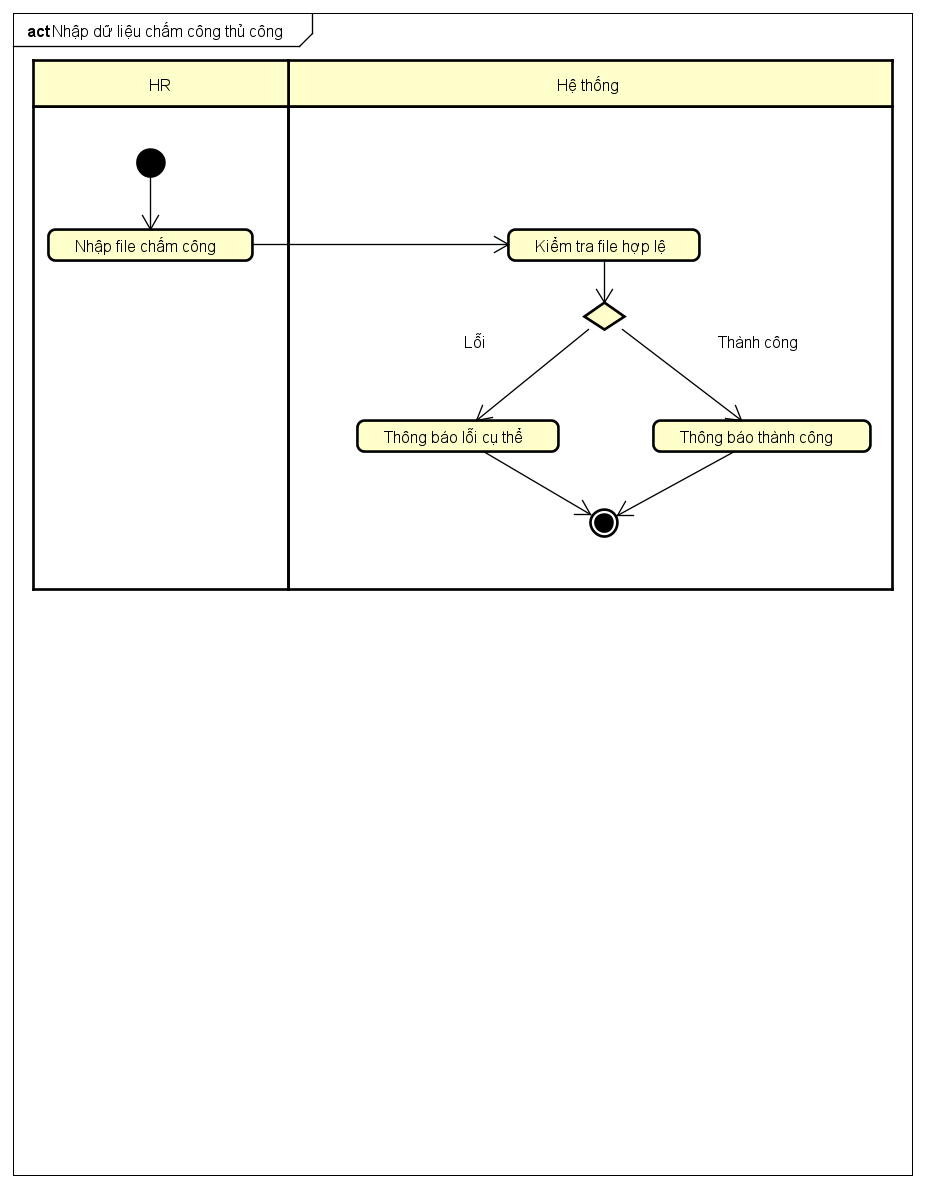 act Nhập dữ liệu chấm công thủ công
HR
Hệ thống
Nhập file chấm công
Kiểm tra file hợp lệ
Lỗi
Thành công
Thông báo lỗi cụ thể
Thông báo thành công